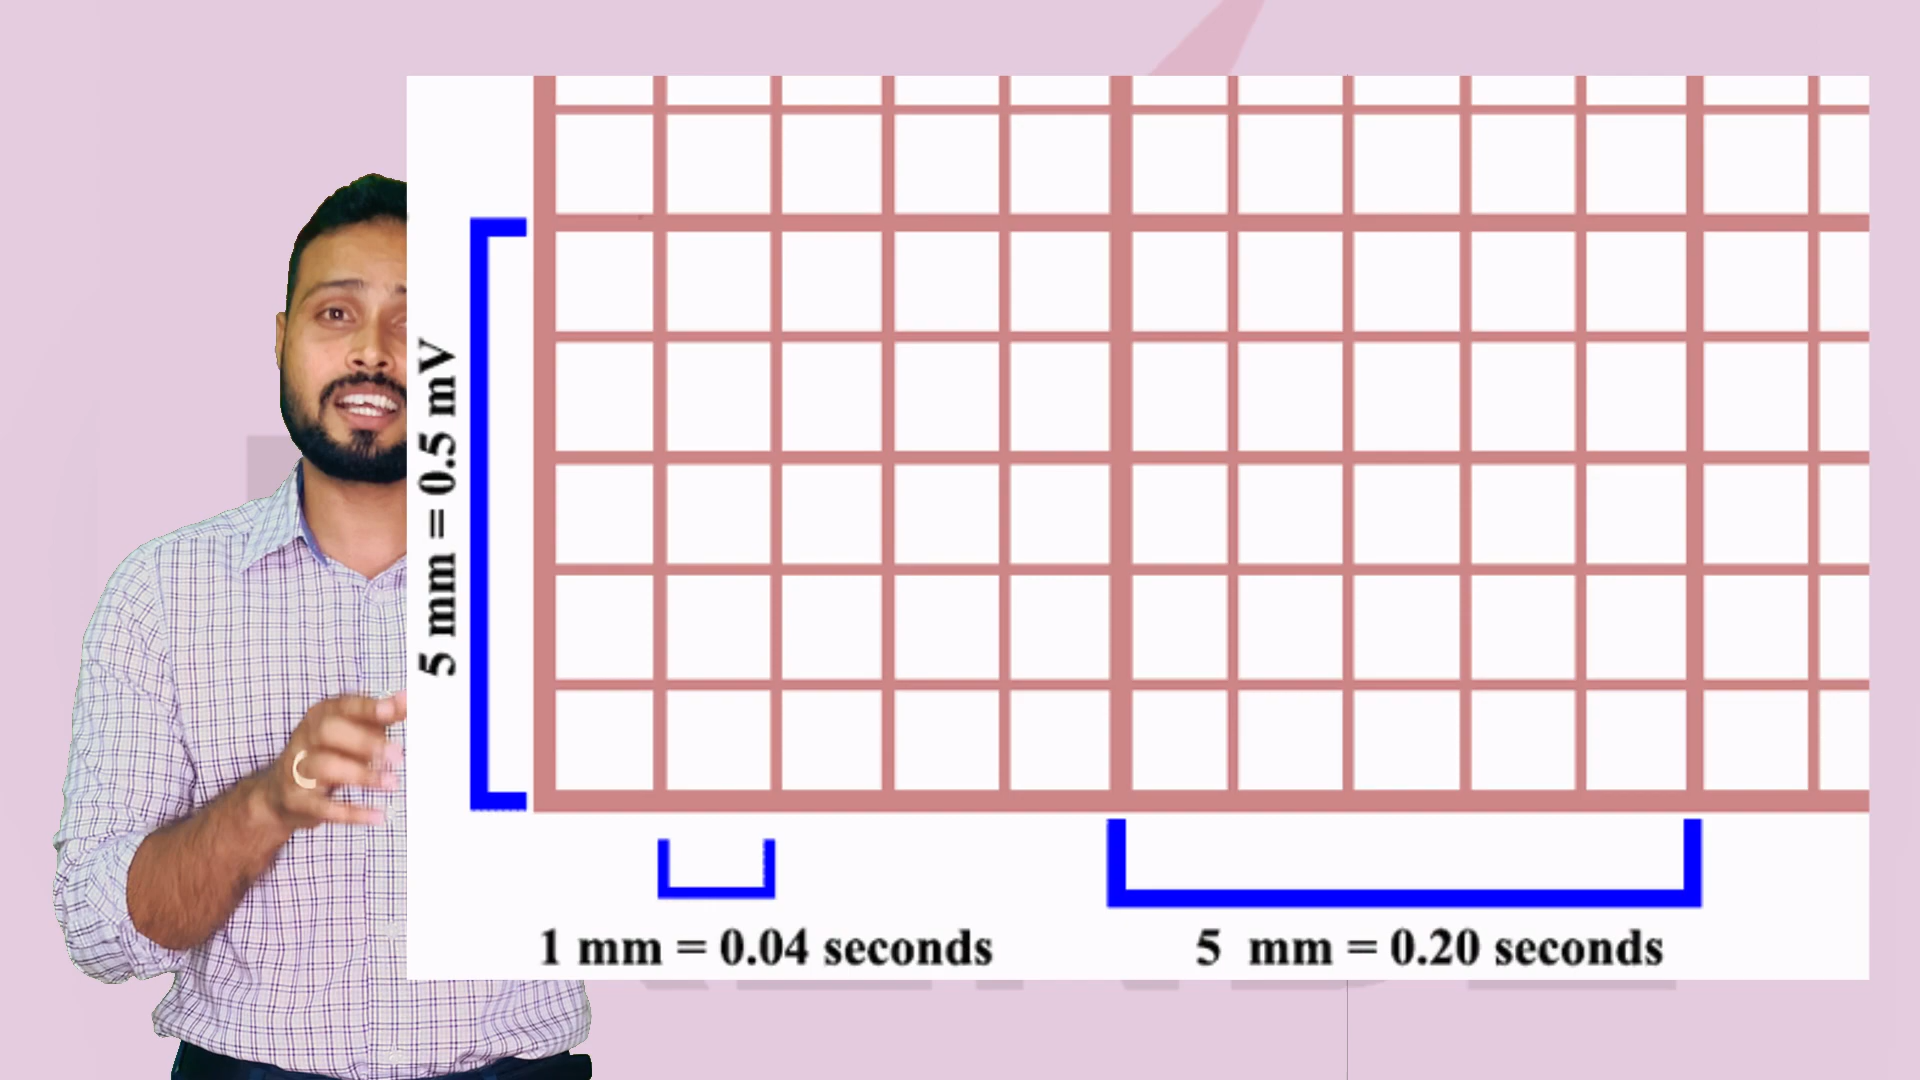 5 mm = 0.5 mV
1 mm = 0.04 seconds
5 mm = 0.20 seconds